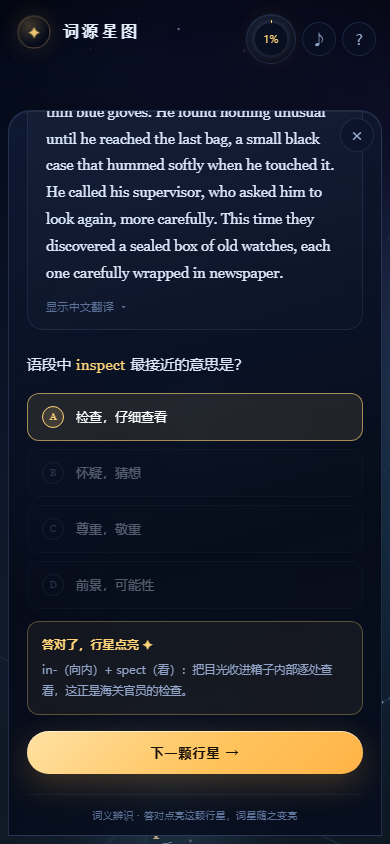 词源星图
1%
?
thin blue gloves. He found nothing unusual
until he reached the last bag, a small black
case that hummed softly when he touched it.
He called his supervisor, who asked him to
look again, more carefully. This time they
discovered a sealed box of old watches, each
one carefully wrapped in newspaper.
显示中文翻译
语段中 inspect 最接近的意思是？
A 检查，仔细查看
B 怀疑，猜想
C 尊重，敬重
D 前景，可能性
答对了，行星点亮 ✦
in-（向内）+ spect（看）：把目光收进箱子内部逐处查
看，这正是海关官员的检查。
下一颗行星 →
词义辨识 · 答对点亮这颗行星，词星随之变亮